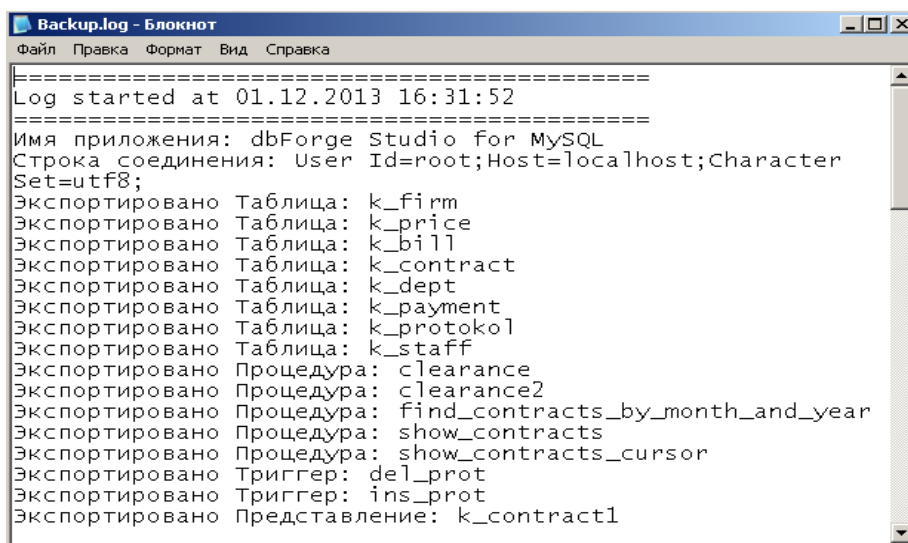 Backup.log - Блокнот
Файл Правка Формат Вид Справка
===========================================
Log started at 01.12.2013 16:31:52
===========================================
Имя приложения: dbForge Studio for MySQL
Строка соединения: User Id=root;Host=localhost;Character
Set=utf8;
Экспортировано Таблица: k_firm
Экспортировано Таблица: k_price
Экспортировано Таблица: k_bill
Экспортировано Таблица: k_contract
Экспортировано Таблица: k_dept
Экспортировано Таблица: k_payment
Экспортировано Таблица: k_protokol
Экспортировано Таблица: k_staff
Экспортировано Процедура: clearance
Экспортировано Процедура: clearance2
Экспортировано Процедура: find_contracts_by_month_and_year
Экспортировано Процедура: show_contracts
Экспортировано Процедура: show_contracts_cursor
Экспортировано Триггер: del_prot
Экспортировано Триггер: ins_prot
Экспортировано Представление: k_contract1